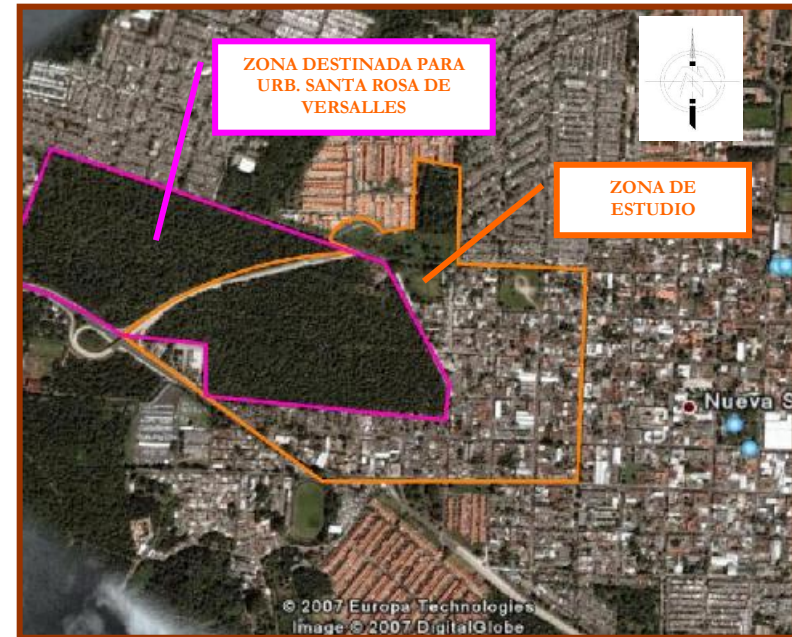 ZONA DESTINADA PARA
URB. SANTA ROSA DE
VERSALLES
ZONA DE
ESTUDIO
N
Nueva S
© 2007 Europa Technologies
Image © 2007 DigitalGlobe